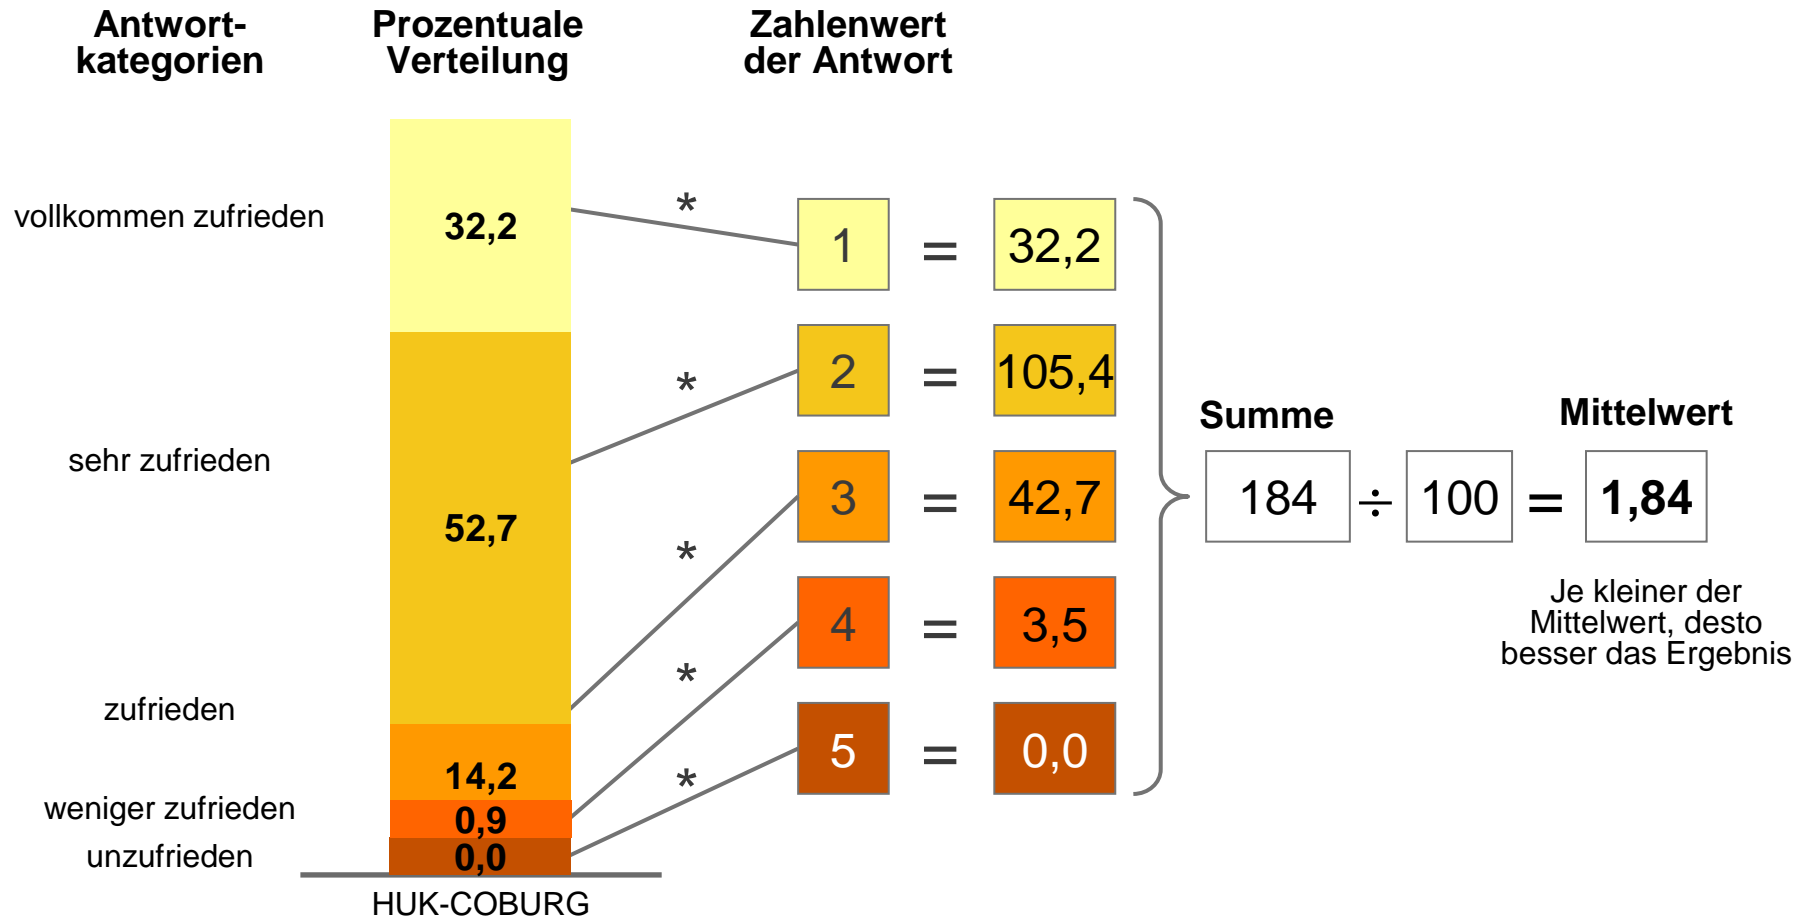 Antwort-
kategorien
Prozentuale
Verteilung
Zahlenwert
der Antwort
vollkommen zufrieden
32,2
*
1
=
32,2
sehr zufrieden
52,7
*
2
=
105,4
zufrieden
14,2
*
3
=
42,7
weniger zufrieden
0,9
*
4
=
3,5
unzufrieden
0,0
*
5
=
0,0
HUK-COBURG
Summe
Mittelwert
184 ÷ 100 = 1,84
Je kleiner der
Mittelwert, desto
besser das Ergebnis